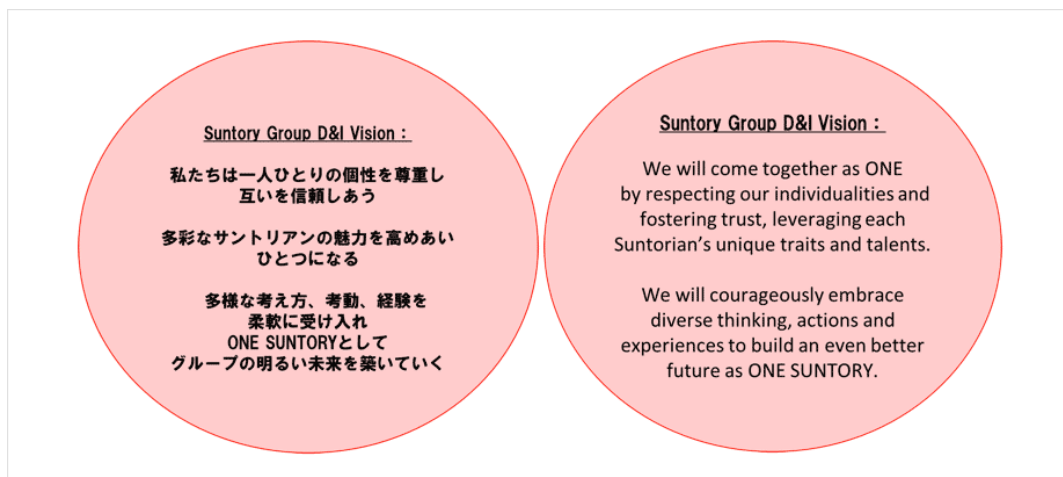 Suntory Group D&I Vision：
私たちは一人ひとりの個性を尊重し
互いを信頼しあう
多彩なサントリアンの魅力を高めあい
ひとつになる
多様な考え方、考動、経験を
柔軟に受け入れ
ONE SUNTORYとして
グループの明るい未来を築いていく
Suntory Group D&I Vision：
We will come together as ONE
by respecting our individualities and
fostering trust, leveraging each
Suntorian’s unique traits and talents.
We will courageously embrace
diverse thinking, actions and
experiences to build an even better
future as ONE SUNTORY.